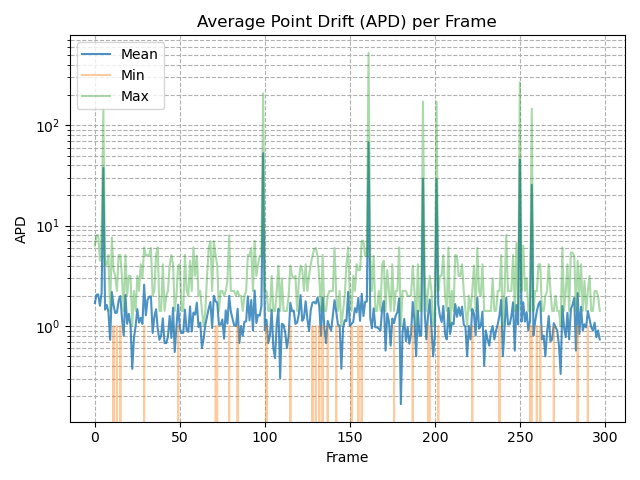 Average Point Drift (APD) per Frame
Mean
Min
Max
APD
10²
10¹
10⁰
0 50 100 150 200 250 300
Frame